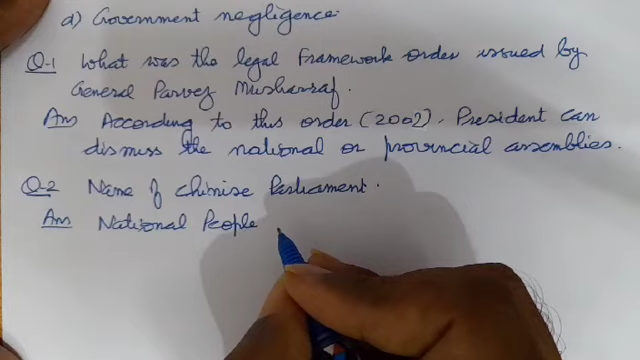 d) Government negligence.
Q-1 What was the legal framework order issued by
General Parvez Musharraf.
Ans According to this order (2002). President can
dismiss the national or provincial assemblies.
Q-2 Name of chinise Parliament.
Ans National People